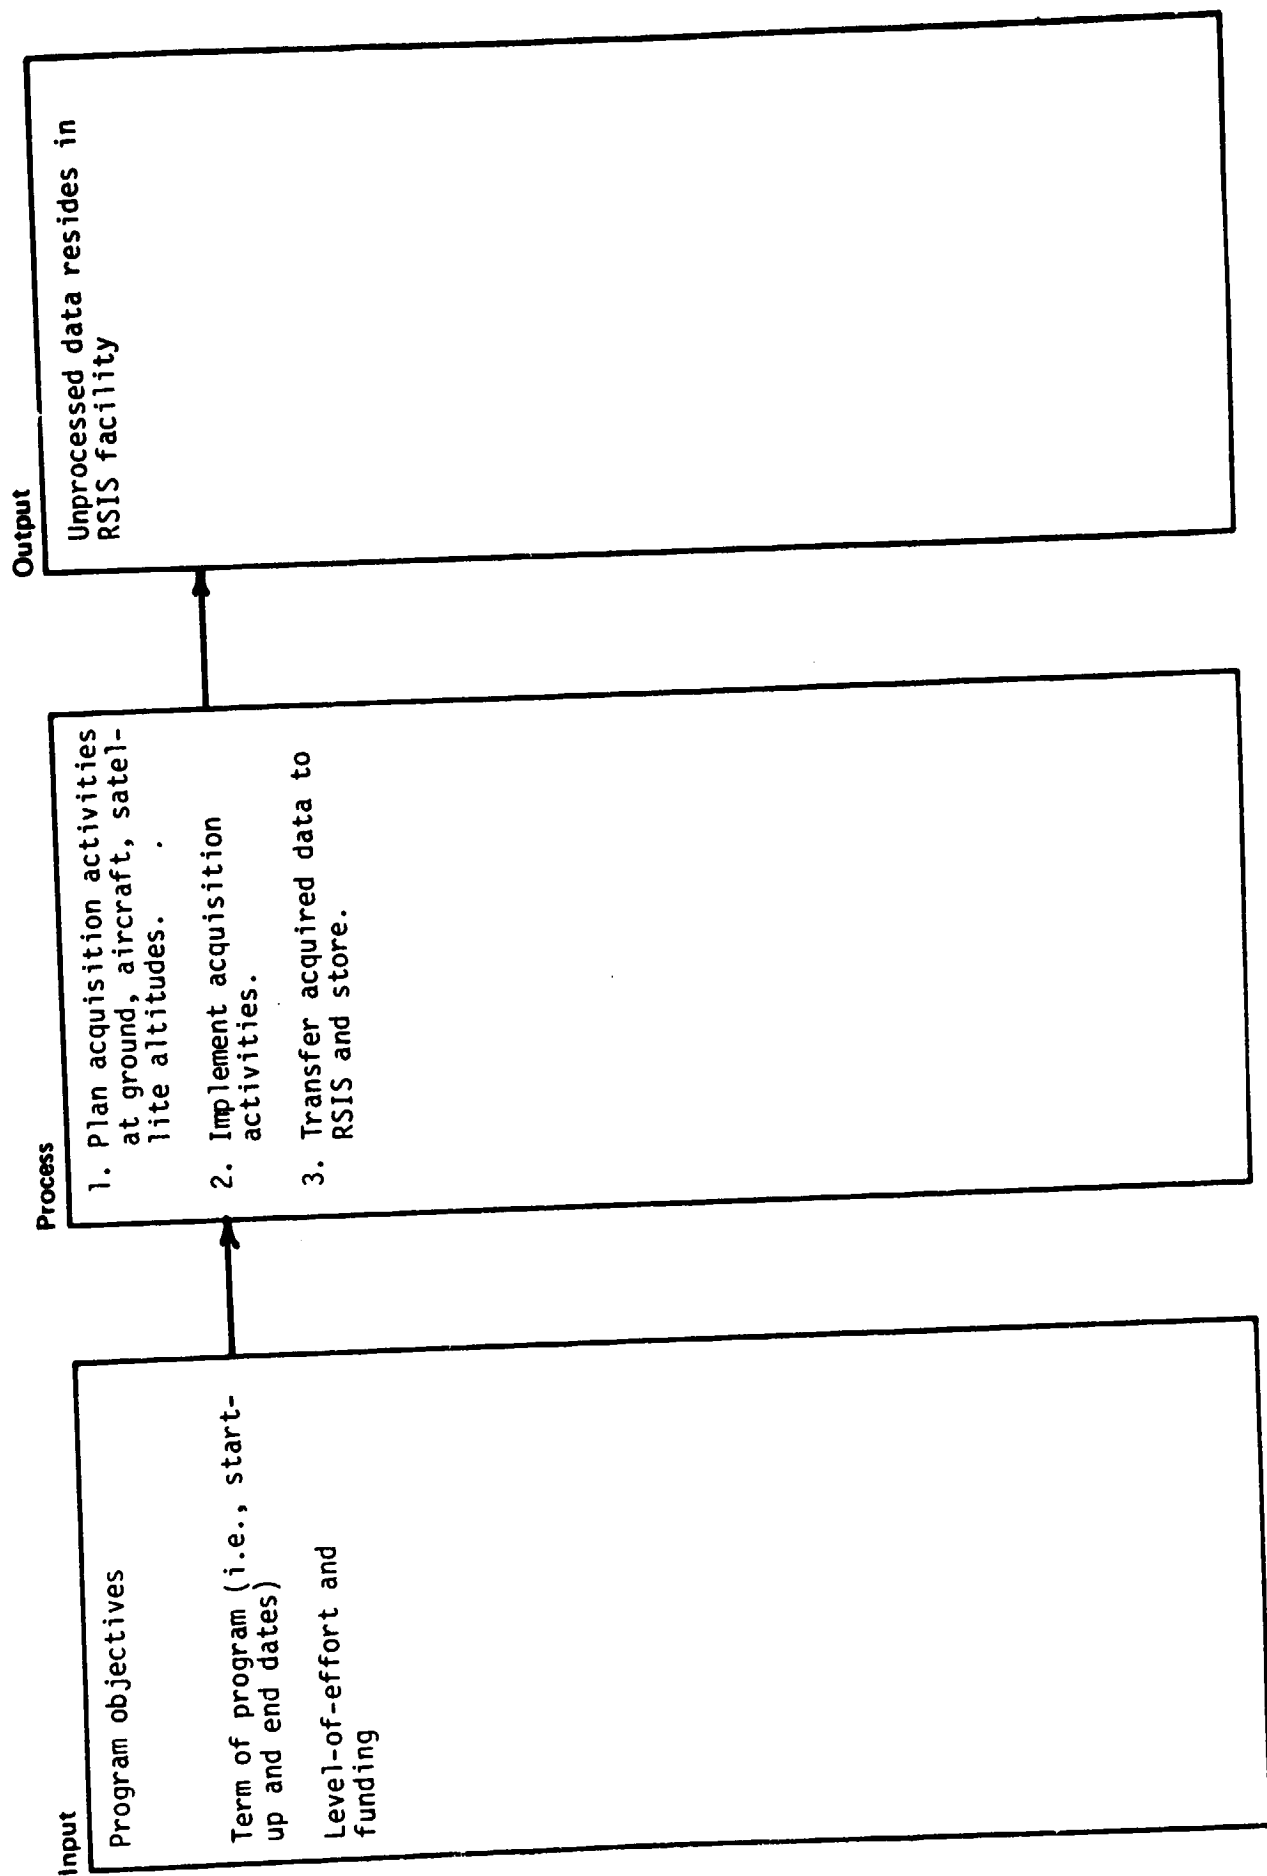 Input
Program objectives
Term of program (i.e., start-
up and end dates)
Level-of-effort and
funding
Process
1. Plan acquisition activities
at ground, aircraft, satel-
lite altitudes.
2. Implement acquisition
activities.
3. Transfer acquired data to
RSIS and store.
Output
Unprocessed data resides in
RSIS facility